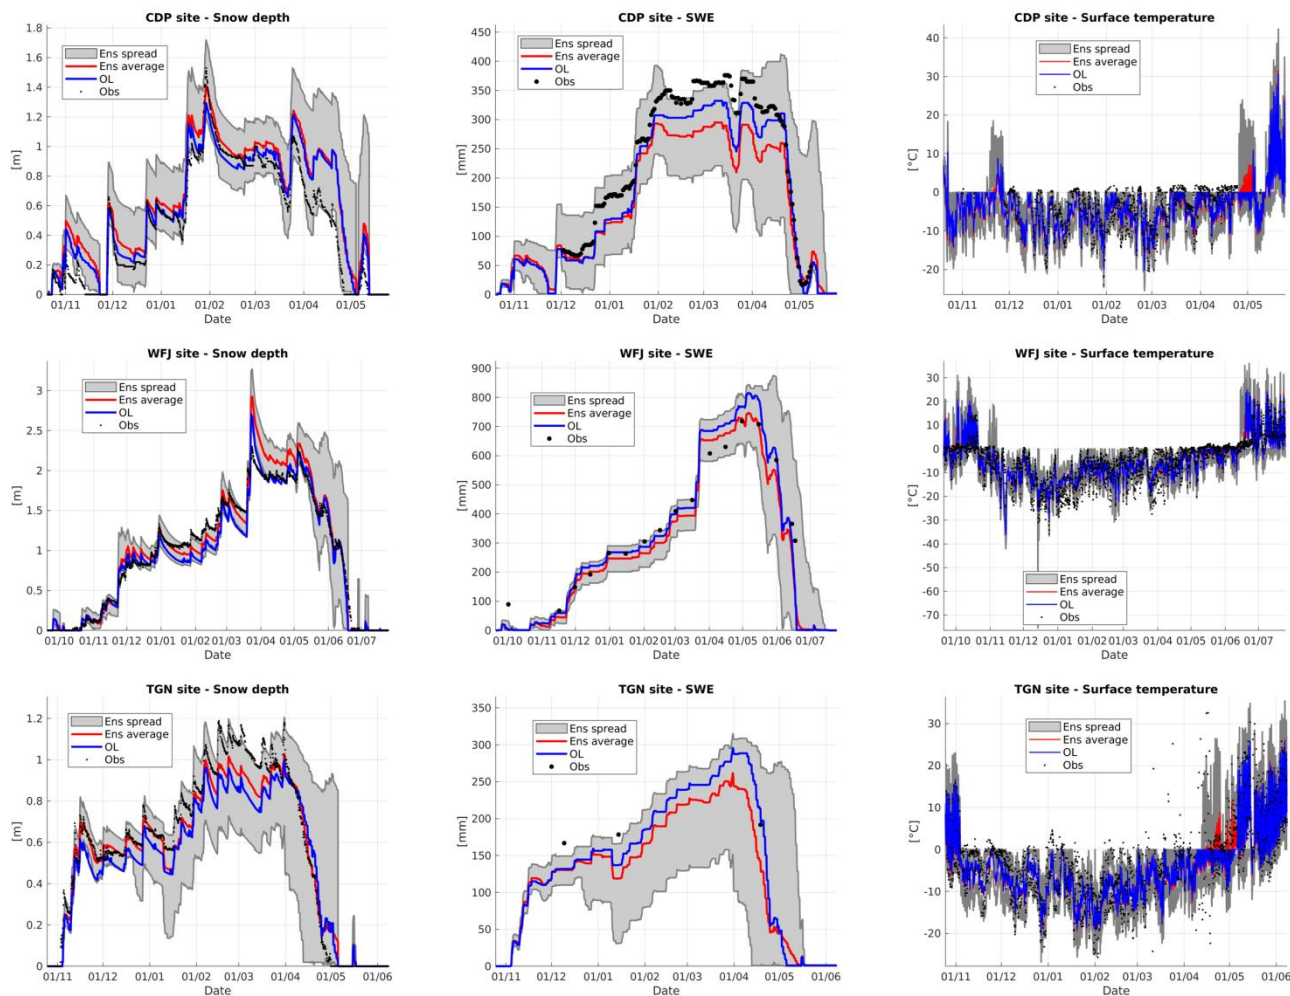 CDP site - Snow depth
1.8
1.6
1.4
1.2
1
0.8
0.6
0.4
0.2
0
[m]
Ens spread
Ens average
OL
Obs
01/11 01/12 01/01 01/02 01/03 01/04 01/05
Date
CDP site - SWE
450
400
350
300
250
200
150
100
50
0
[mm]
Ens spread
Ens average
OL
Obs
01/11 01/12 01/01 01/02 01/03 01/04 01/05
Date
CDP site - Surface temperature
40
30
20
10
0
-10
-20
[°C]
Ens spread
Ens average
OL
Obs
01/11 01/12 01/01 01/02 01/03 01/04 01/05
Date
WFJ site - Snow depth
3
2.5
2
1.5
1
0.5
0
[m]
Ens spread
Ens average
OL
Obs
01/10 01/11 01/12 01/01 01/02 01/03 01/04 01/05 01/06 01/07
Date
WFJ site - SWE
900
800
700
600
500
400
300
200
100
0
[mm]
Ens spread
Ens average
OL
Obs
01/10 01/11 01/12 01/01 01/02 01/03 01/04 01/05 01/06 01/07
Date
WFJ site - Surface temperature
30
20
10
0
-10
-20
-30
-40
-50
-60
-70
[°C]
Ens spread
Ens average
OL
Obs
01/10 01/11 01/12 01/01 01/02 01/03 01/04 01/05 01/06 01/07
Date
TGN site - Snow depth
1.2
1
0.8
0.6
0.4
0.2
0
[m]
Ens spread
Ens average
OL
Obs
01/11 01/12 01/01 01/02 01/03 01/04 01/05 01/06
Date
TGN site - SWE
350
300
250
200
150
100
50
0
[mm]
Ens spread
Ens average
OL
Obs
01/11 01/12 01/01 01/02 01/03 01/04 01/05 01/06
Date
TGN site - Surface temperature
30
20
10
0
-10
-20
[°C]
Ens spread
Ens average
OL
Obs
01/11 01/12 01/01 01/02 01/03 01/04 01/05 01/06
Date